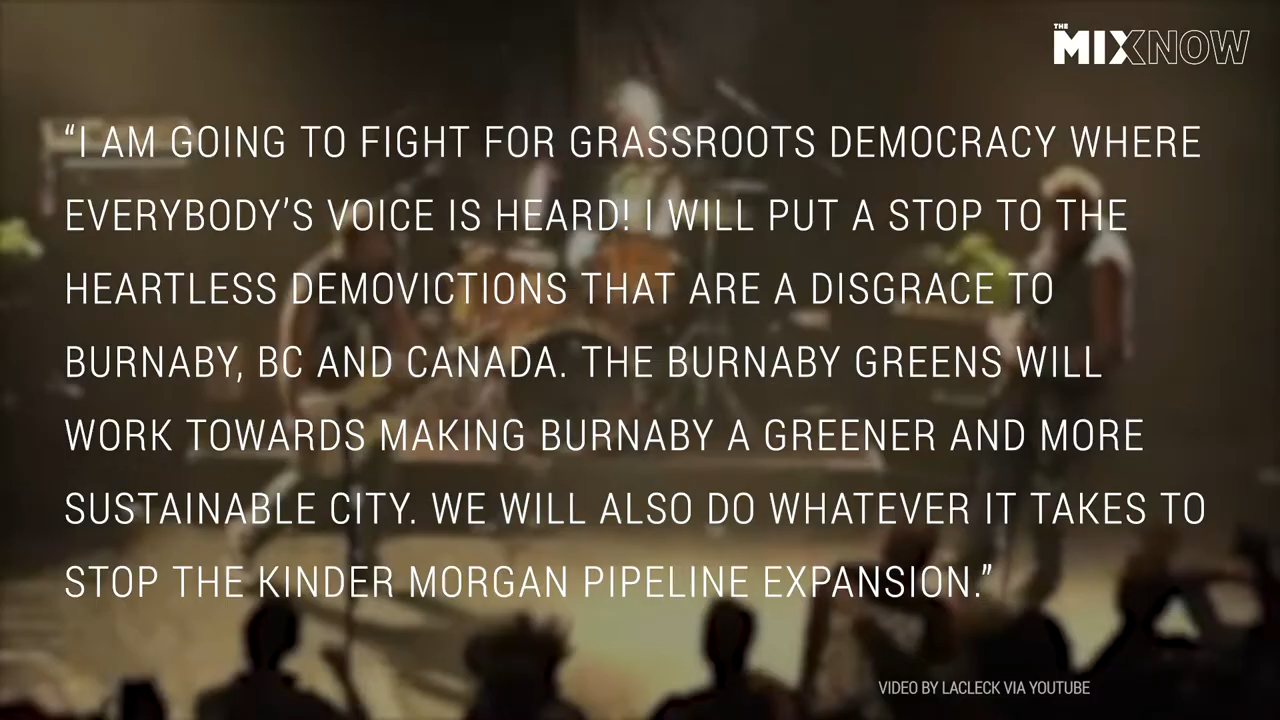 THE
MIXNOW
“I AM GOING TO FIGHT FOR GRASSROOTS DEMOCRACY WHERE
EVERYBODY’S VOICE IS HEARD! I WILL PUT A STOP TO THE
HEARTLESS DEMOVICTIONS THAT ARE A DISGRACE TO
BURNABY, BC AND CANADA. THE BURNABY GREENS WILL
WORK TOWARDS MAKING BURNABY A GREENER AND MORE
SUSTAINABLE CITY. WE WILL ALSO DO WHATEVER IT TAKES TO
STOP THE KINDER MORGAN PIPELINE EXPANSION.”
VIDEO BY LACLECK VIA YOUTUBE